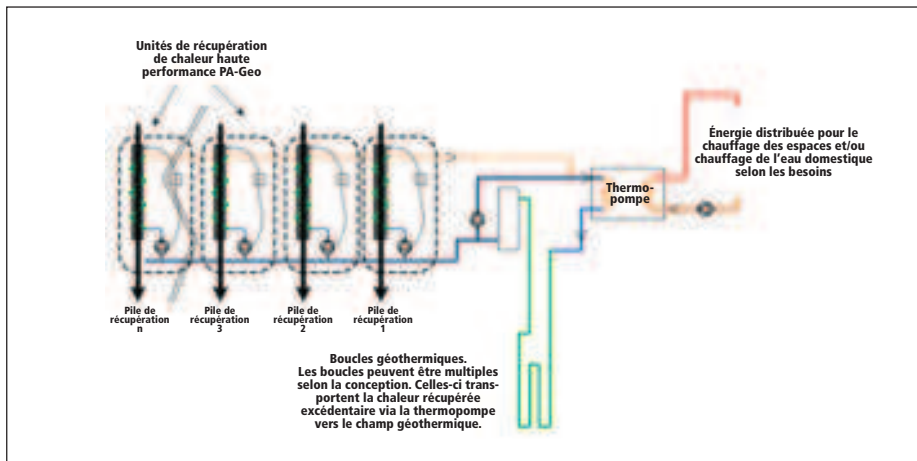 Unités de récupération
de chaleur haute
performance PA-Geo
Énergie distribuée pour le
chauffage des espaces et/ou
chauffage de l'eau domestique
selon les besoins
Thermo-
pompe
Pile de
récupération
n
Pile de
récupération
3
Pile de
récupération
2
Pile de
récupération
1
Boucles géothermiques.
Les boucles peuvent être multiples
selon la conception. Celles-ci trans-
portent la chaleur récupérée
excédentaire via la thermopompe
vers le champ géothermique.